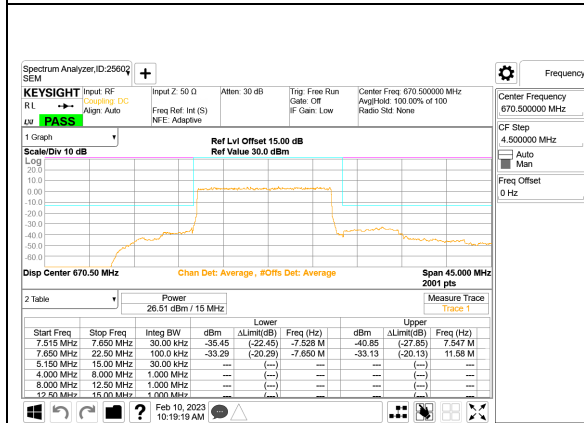 Spectrum Analyzer,ID:25602
SEM
Frequency
KEYSIGHT Input: RF Input Z: 50 Ω Atten: 30 dB Trig: Free Run Center Freq: 670.500000 MHz
R L Coupling: DC Gate: Off Avg|Hold: 100.00% of 100
Align: Auto Freq Ref: Int (S) IF Gain: Low Radio Std: None
LXI PASS NFE: Adaptive
Center Frequency
670.500000 MHz
CF Step
4.500000 MHz
Auto
Man
Freq Offset
0 Hz
1 Graph Ref Lvl Offset 15.00 dB
Scale/Div 10 dB Ref Value 30.0 dBm
Log
20.0
10.0
0.00
-10.0
-20.0
-30.0
-40.0
-50.0
-60.0
Disp Center 670.50 MHz Chan Det: Average, #Offs Det: Average Span 45.000 MHz
2001 pts
2 Table Power Measure Trace
26.51 dBm / 15 MHz Trace 1
Lower Upper
Start Freq Stop Freq Integ BW dBm ΔLimit(dB) Freq (Hz) dBm ΔLimit(dB) Freq (Hz)
7.515 MHz 7.650 MHz 30.00 kHz -35.45 (-22.45) -7.528 M -40.85 (-27.85) 7.547 M
7.650 MHz 22.50 MHz 100.0 kHz -33.29 (-20.29) -7.650 M -33.13 (-20.13) 11.58 M
5.150 MHz 15.00 MHz 30.00 kHz --- (---) --- (---)
4.000 MHz 8.000 MHz 1.000 MHz --- (---) --- (---)
8.000 MHz 12.50 MHz 1.000 MHz --- (---) --- (---)
12.50 MHz 15.00 MHz 1.000 MHz --- (---) --- (---)
? Feb 10, 2023
10:19:19 AM